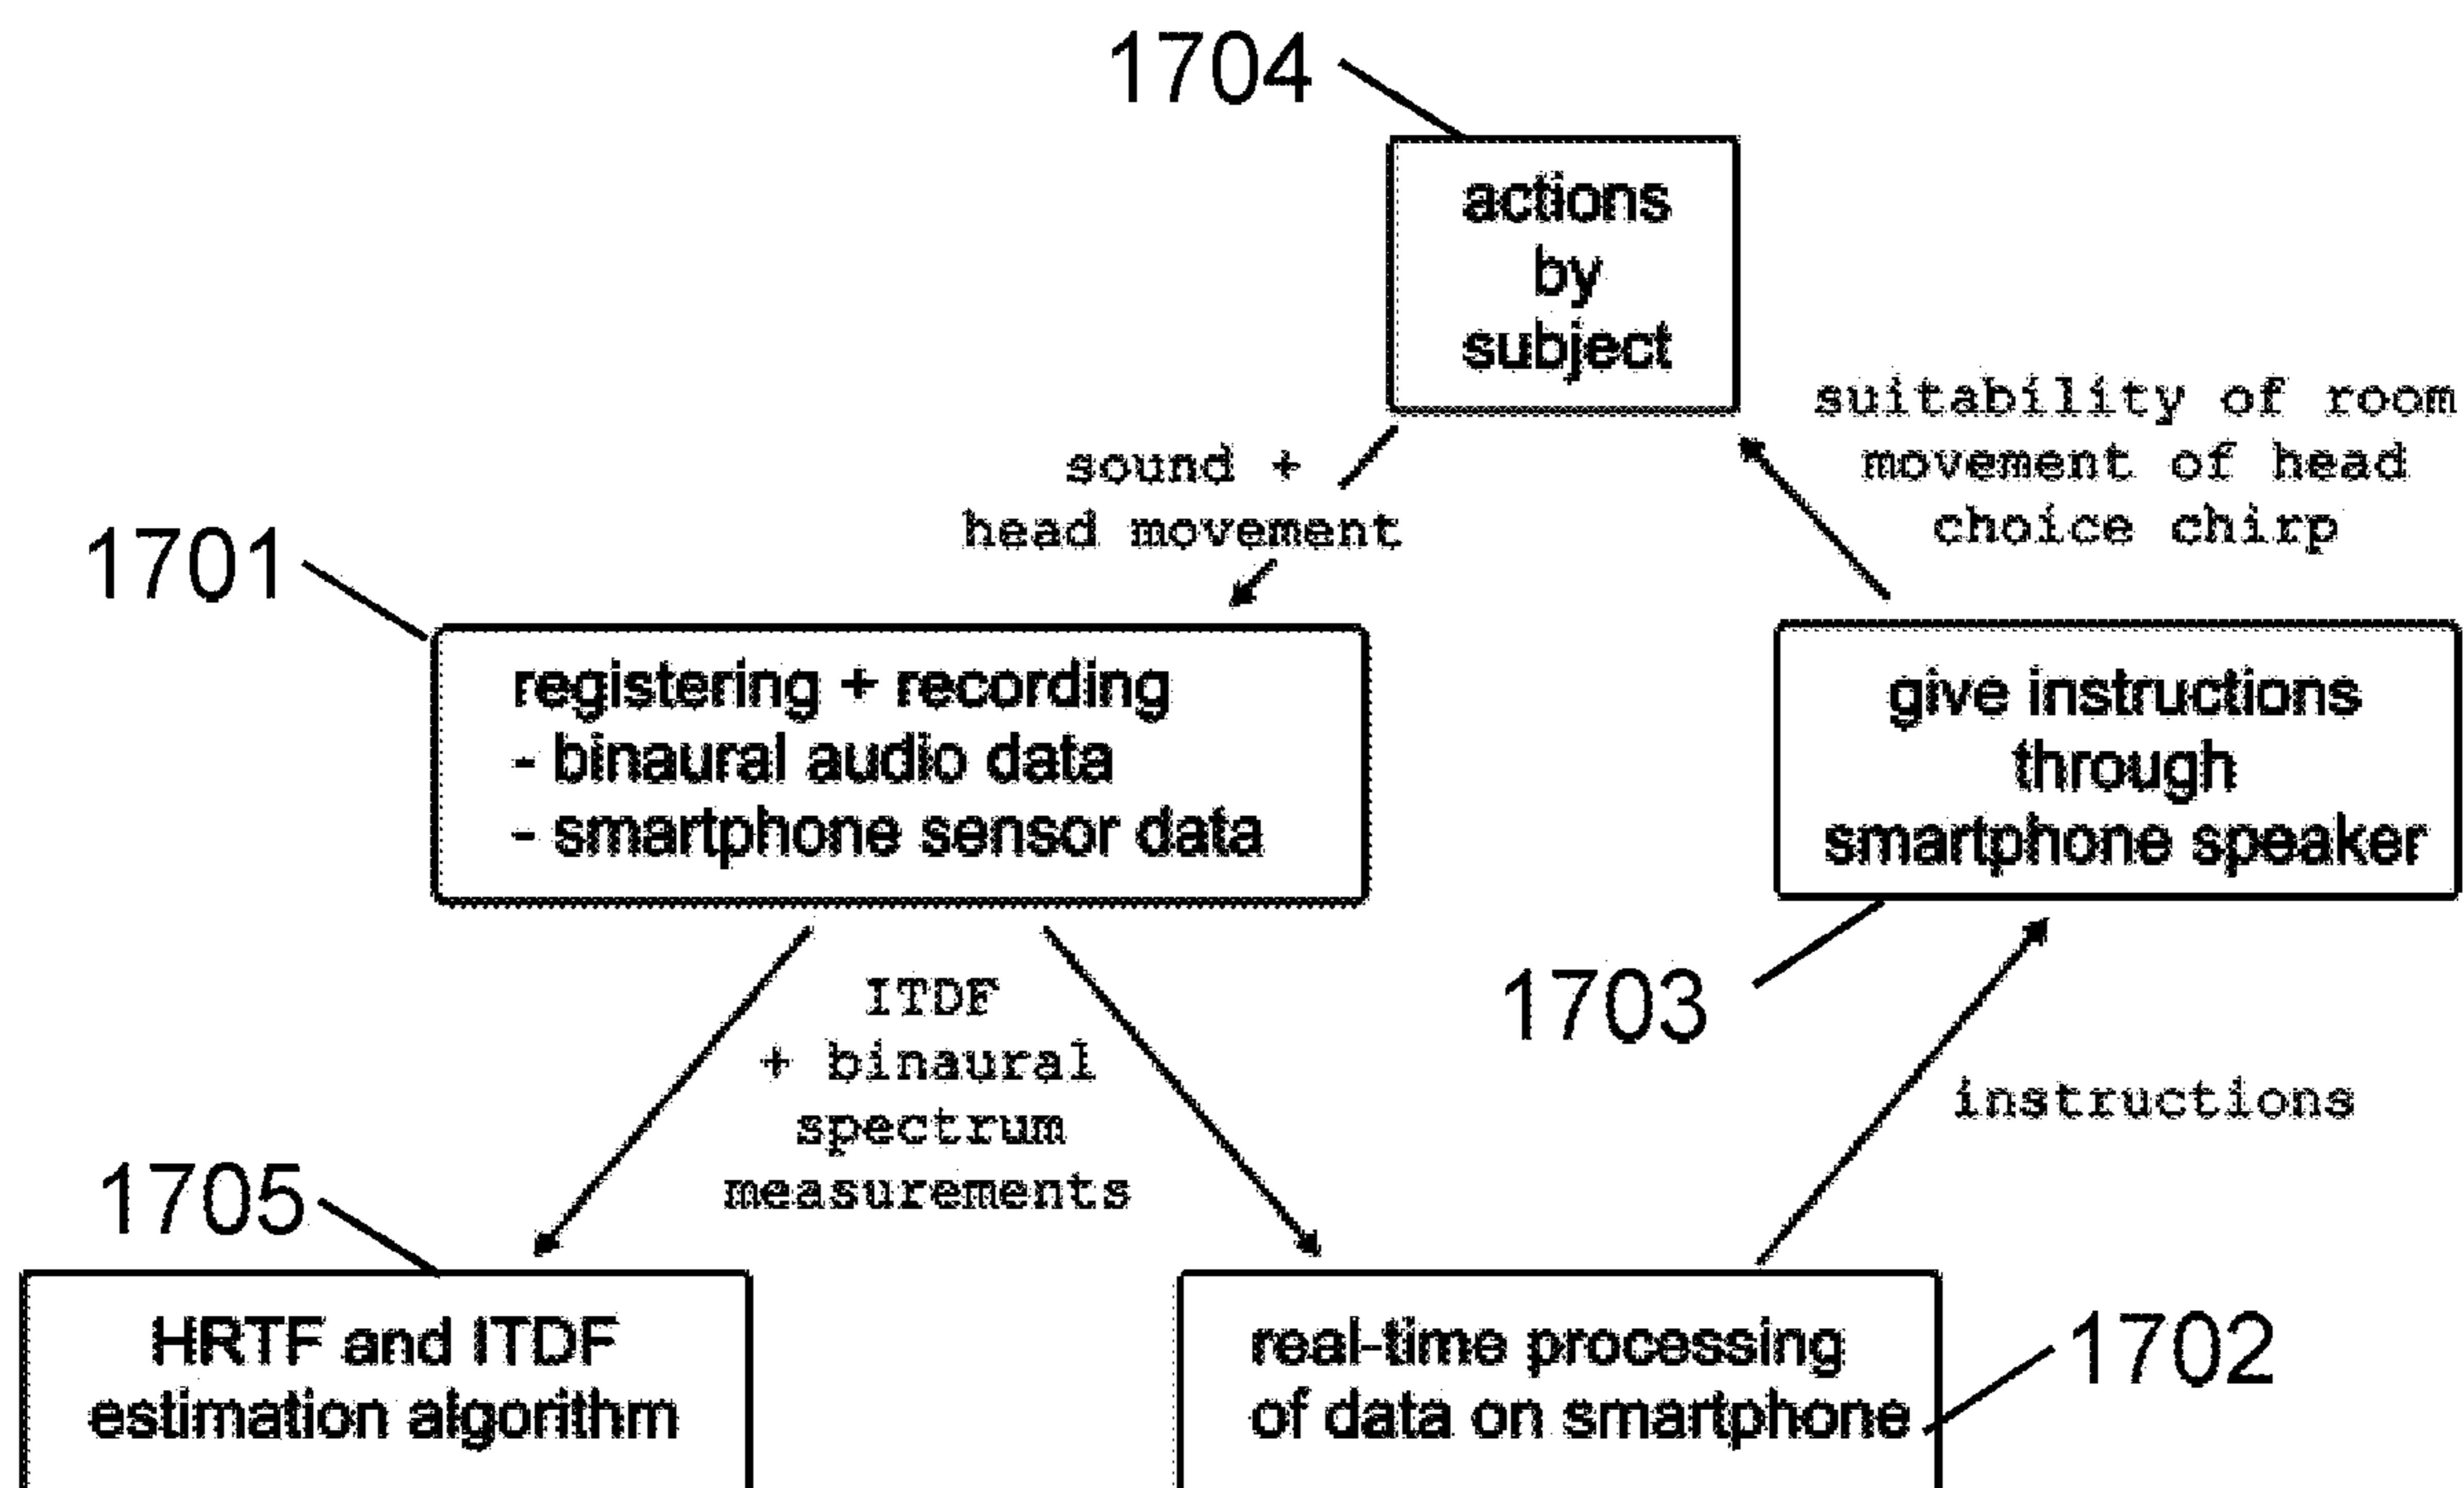 1704
actions
by
subject
suitability of room
movement of head
choice chirp
sound +
head movement
1701
registering + recording
- binaural audio data
- smartphone sensor data
give instructions
through
smartphone speaker
1703
ITDF
+ binaural
spectrum
measurements
instructions
1705
HRTF and ITDF
estimation algorithm
real-time processing
of data on smartphone
1702